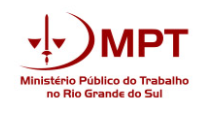 MPT
Ministério Público do Trabalho
no Rio Grande do Sul